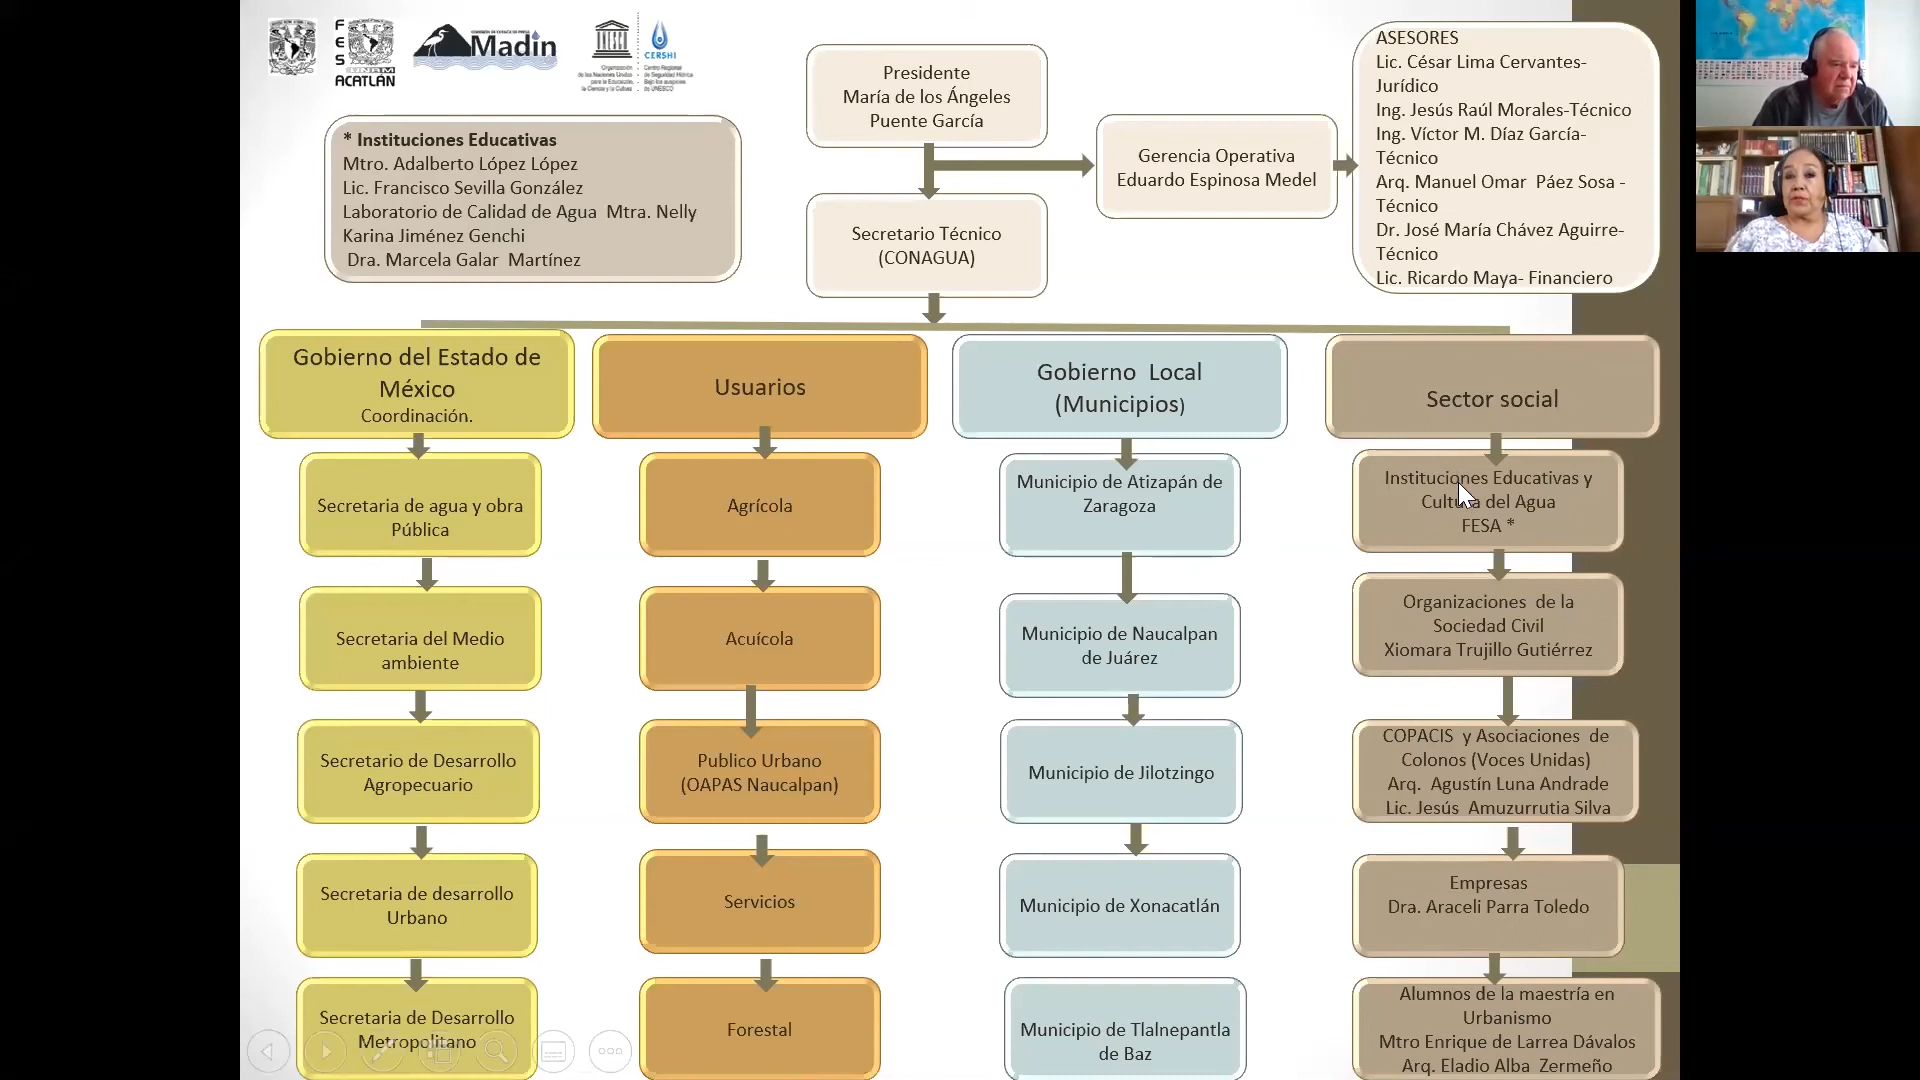 FES
UNAM
ACATLÁN
Madin
UNESCO
CERSHI
Presidente
María de los Ángeles
Puente García
Gerencia Operativa
Eduardo Espinosa Medel
Secretario Técnico
(CONAGUA)
ASESORES
Lic. César Lima Cervantes-
Jurídico
Ing. Jesús Raúl Morales-Técnico
Ing. Víctor M. Díaz García-
Técnico
Arq. Manuel Omar Páez Sosa -
Técnico
Dr. José María Chávez Aguirre-
Técnico
Lic. Ricardo Maya- Financiero
* Instituciones Educativas
Mtro. Adalberto López López
Lic. Francisco Sevilla González
Laboratorio de Calidad de Agua Mtra. Nelly
Karina Jiménez Genchi
Dra. Marcela Galar Martínez
Gobierno del Estado de
México
Coordinación.
Secretaria de agua y obra
Pública
Secretaria del Medio
ambiente
Secretario de Desarrollo
Agropecuario
Secretaria de desarrollo
Urbano
Secretaria de Desarrollo
Metropolitano
Usuarios
Agrícola
Acuícola
Publico Urbano
(OAPAS Naucalpan)
Servicios
Forestal
Gobierno Local
(Municipios)
Municipio de Atizapán de
Zaragoza
Municipio de Naucalpan
de Juárez
Municipio de Jilotzingo
Municipio de Xonacatlán
Municipio de Tlalnepantla
de Baz
Sector social
Instituciones Educativas y
Cultura del Agua
FESA *
Organizaciones de la
Sociedad Civil
Xiomara Trujillo Gutiérrez
COPACIS y Asociaciones de
Colonos (Voces Unidas)
Arq. Agustín Luna Andrade
Lic. Jesús Amuzurrutia Silva
Empresas
Dra. Araceli Parra Toledo
Alumnos de la maestría en
Urbanismo
Mtro Enrique de Larrea Dávalos
Arq. Eladio Alba Zermeño